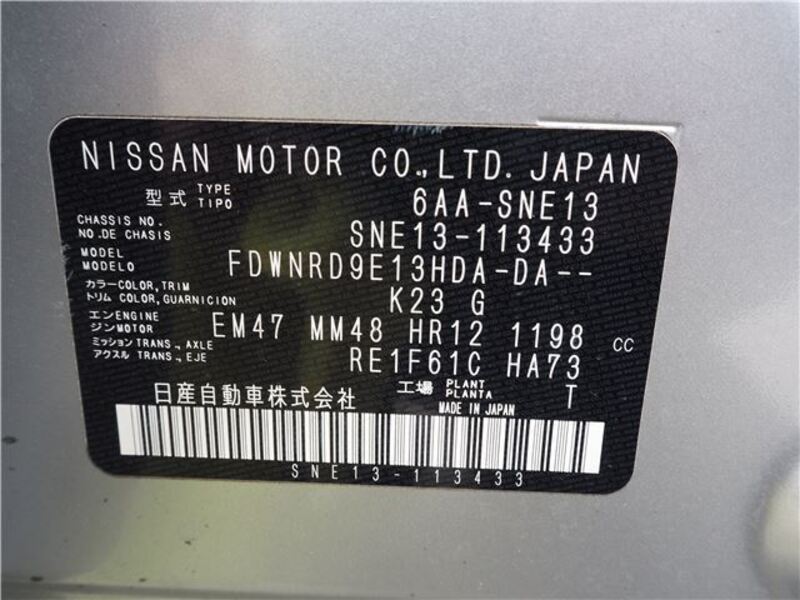 NISSAN MOTOR CO.,LTD. JAPAN
型式 TYPE TIPO 6AA-SNE13
CHASSIS NO. NO.DE CHASIS SNE13-113433
MODEL MODELO FDWNRD9E13HDA-DA--
カラー COLOR, TRIM トリム COLOR, GUARNICION K23 G
エンジン ENGINE MOTOR EM47 MM48 HR12 1198 CC
ミッション TRANS., AXLE アクスル TRANS., EJE RE1F61C HA73
日産自動車株式会社 工場 PLANT PLANTA T
MADE IN JAPAN
SNE13-113433